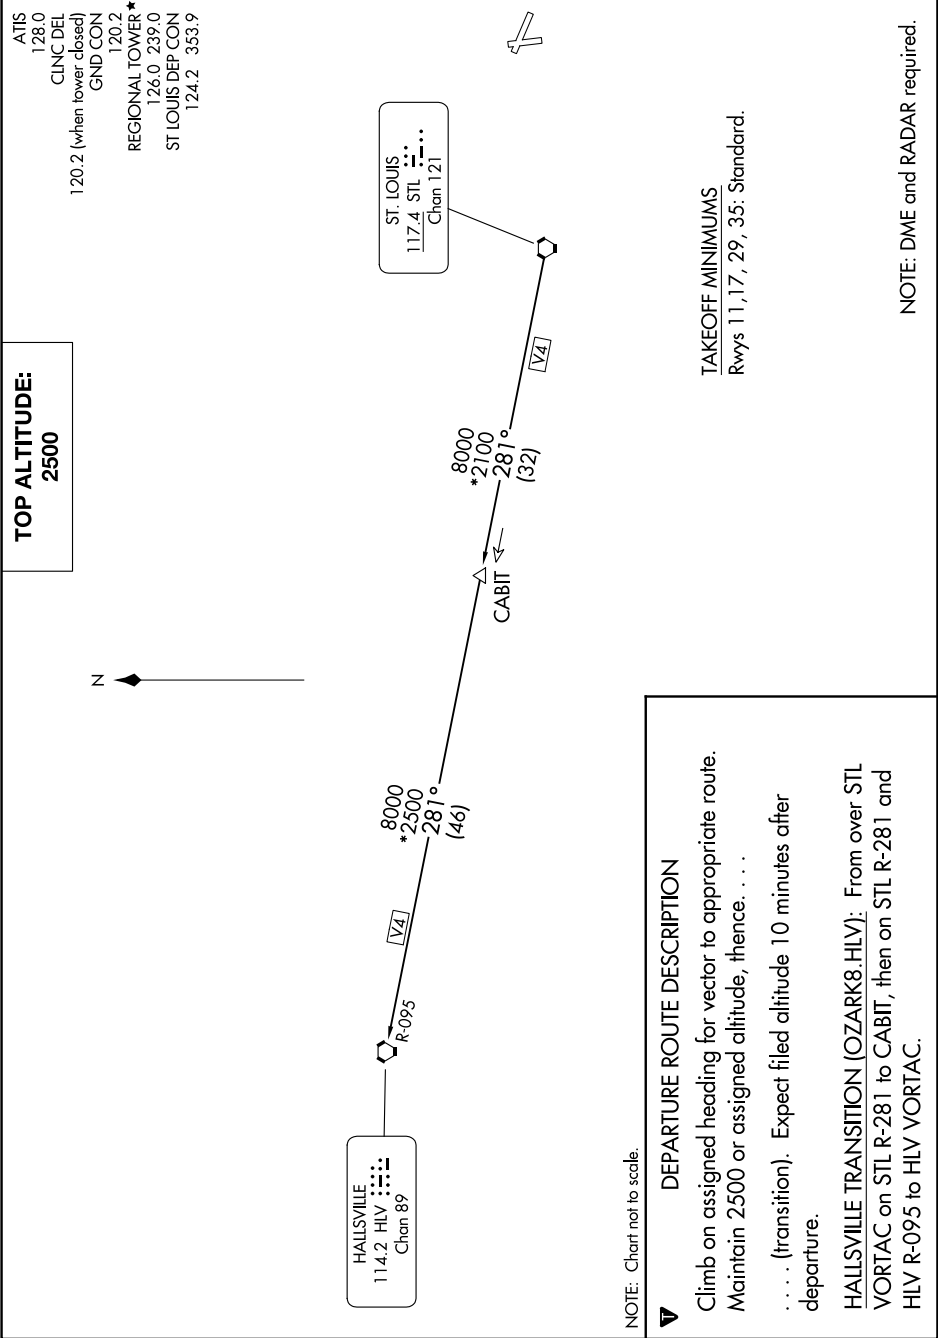 TOP ALTITUDE:
2500
ATIS
128.0
CLNC DEL
120.2 (when tower closed)
GND CON
120.2
REGIONAL TOWER★
126.0 239.0
ST LOUIS DEP CON
124.2 353.9
N
HALLSVILLE
114.2 HLV
Chan 89
R-095
V4
8000
*2500
281°
(46)
CABIT
8000
*2100
281°
(32)
V4
ST. LOUIS
117.4 STL
Chan 121
TAKEOFF MINIMUMS
Rwys 11,17, 29, 35: Standard.
NOTE: DME and RADAR required.
NOTE: Chart not to scale.
T
DEPARTURE ROUTE DESCRIPTION
Climb on assigned heading for vector to appropriate route.
Maintain 2500 or assigned altitude, thence. . . .
. . . . (transition). Expect filed altitude 10 minutes after
departure.
HALLSVILLE TRANSITION (OZARK8.HLV): From over STL
VORTAC on STL R-281 to CABIT, then on STL R-281 and
HLV R-095 to HLV VORTAC.